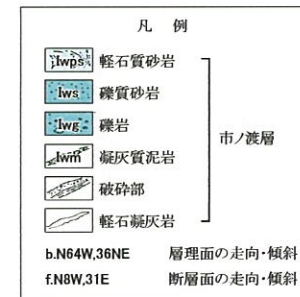 凡 例
Iwps 軽石質砂岩
Iws 礫質砂岩
Iwg 礫岩
Iwm 凝灰質泥岩
破砕部
軽石凝灰岩
市ノ渡層
b.N64W,36NE 層理面の走向・傾斜
f.N8W,31E 断層面の走向・傾斜